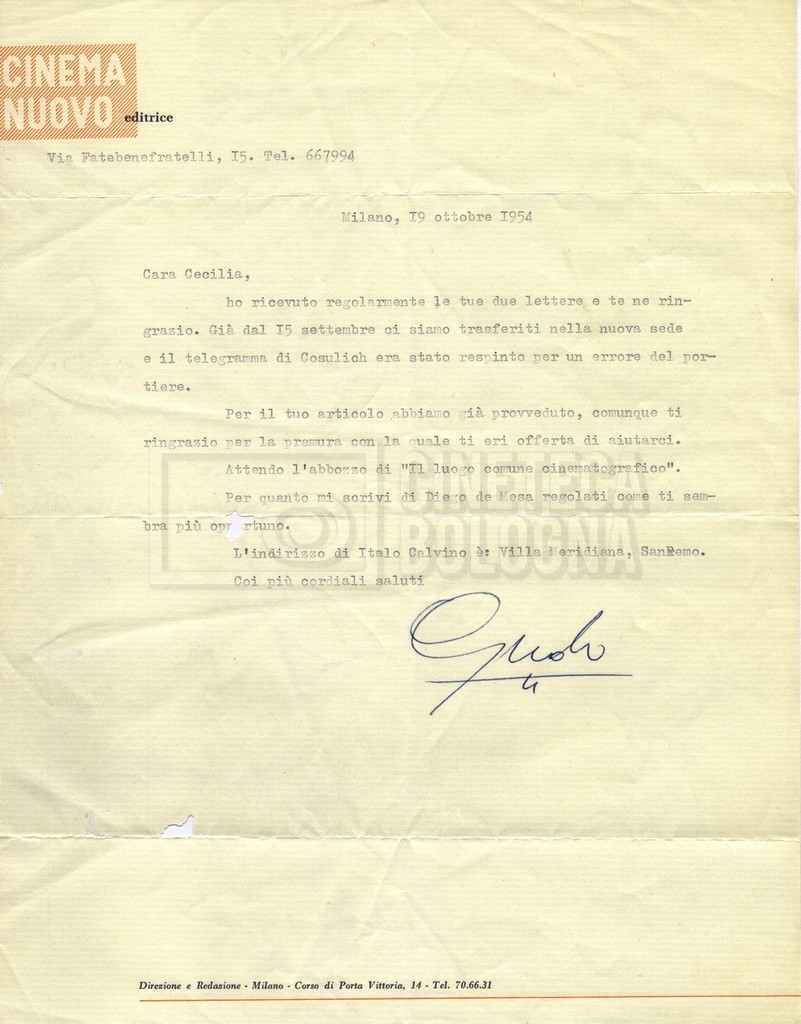 CINEMA
NUOVO editrice
Via Fatebenefratelli, I5. Tel. 667994
Milano, I9 ottobre I954
Cara Cecilia,
ho ricevuto regolarmente le tue due lettere e te ne rin-
grazio. Già dal I5 settembre ci siamo trasferiti nella nuova sede
e il telegramma di Cosulich era stato respinto per un errore del por-
tiere.
Per il tuo articolo abbiamo già provveduto, comunque ti
ringrazio per la premura con la quale ti eri offerta di aiutarci.
Attendo l'abbozzo di "Il luogo comune cinematografico".
Per quanto mi scrivi di Diego de Mesa regolati come ti sem-
bra più opp rtuno.
L'indirizzo di Italo Calvino è: Villa Meridiana, SanRemo.
Coi più cordiali saluti
CINETECA
BOLOGNA
Guido
Direzione e Redazione - Milano - Corso di Porta Vittoria, 14 - Tel. 70.66.31